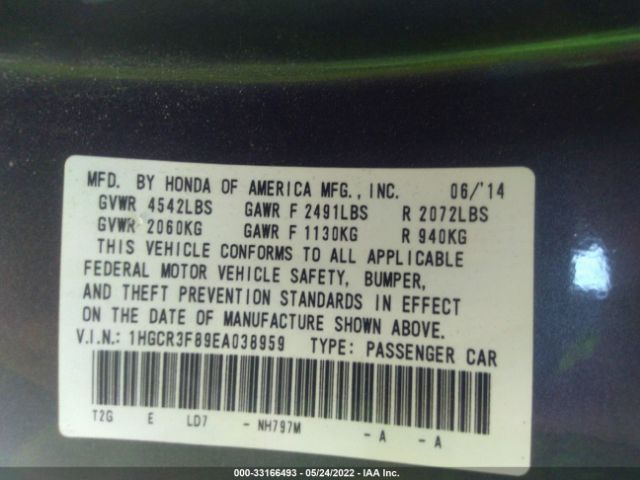 MFD. BY HONDA OF AMERICA MFG., INC. 06/'14
GVWR 4542LBS GAWR F 2491LBS R 2072LBS
GVWR 2060KG GAWR F 1130KG R 940KG
THIS VEHICLE CONFORMS TO ALL APPLICABLE
FEDERAL MOTOR VEHICLE SAFETY, BUMPER,
AND THEFT PREVENTION STANDARDS IN EFFECT
ON THE DATE OF MANUFACTURE SHOWN ABOVE.
V.I.N.: 1HGCR3F89EA038959 TYPE: PASSENGER CAR
T2G E LD7 - NH797M - A - A
000-33166493 - 05/24/2022 - IAA Inc.